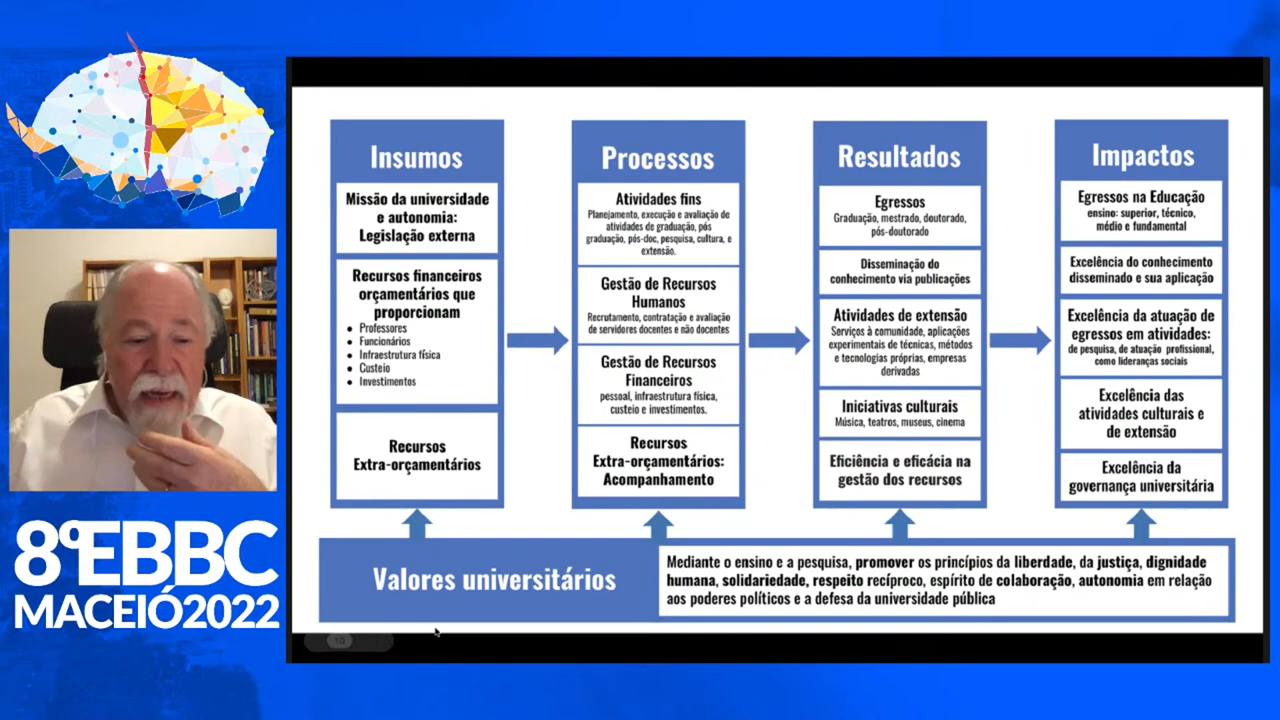 Insumos
Missão da universidade
e autonomia:
Legislação externa
Recursos financeiros
orçamentários que
proporcionam
• Professores
• Funcionários
• Infraestrutura física
• Custeio
• Investimentos
Recursos
Extra-orçamentários
Processos
Atividades fins
Planejamento, execução e avaliação de
atividades de graduação, pós
graduação, pós-doc, pesquisa, cultura, e
extensão.
Gestão de Recursos
Humanos
Recrutamento, contratação e avaliação
de servidores docentes e não docentes
Gestão de Recursos
Financeiros
pessoal, infraestrutura física,
custeio e investimentos.
Recursos
Extra-orçamentários:
Acompanhamento
Resultados
Egressos
Graduação, mestrado, doutorado,
pós-doutorado
Disseminação do
conhecimento via publicações
Atividades de extensão
Serviços à comunidade, aplicações
experimentais de técnicas, métodos
e tecnologias próprias, empresas
derivadas
Iniciativas culturais
Música, teatros, museus, cinema
Eficiência e eficácia na
gestão dos recursos
Impactos
Egressos na Educação
ensino: superior, técnico,
médio e fundamental
Excelência do conhecimento
disseminado e sua aplicação
Excelência da atuação de
egressos em atividades:
de pesquisa, de atuação profissional,
como lideranças sociais
Excelência das
atividades culturais e
de extensão
Excelência da
governança universitária
Valores universitários
Mediante o ensino e a pesquisa, promover os princípios da liberdade, da justiça, dignidade
humana, solidariedade, respeito recíproco, espírito de colaboração, autonomia em relação
aos poderes políticos e a defesa da universidade pública
10
8ºEBBC
MACEIÓ2022